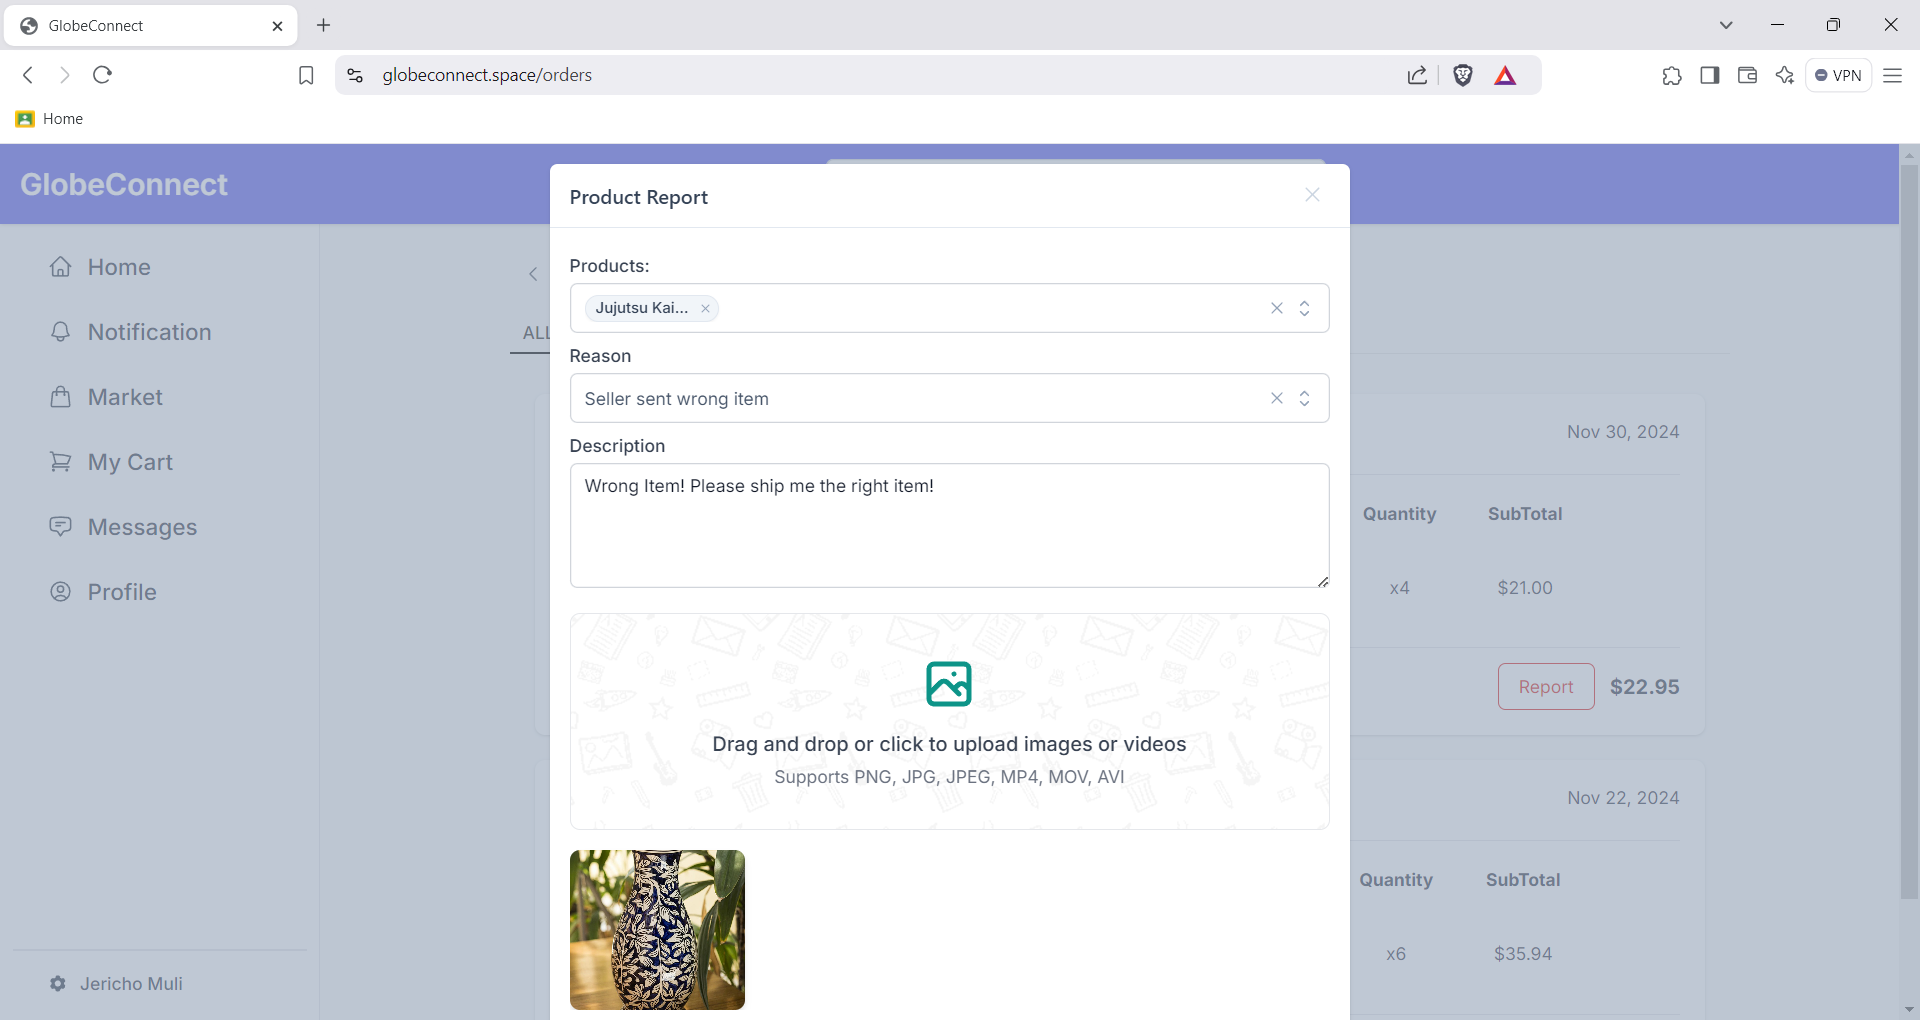 GlobeConnect
globeconnect.space/orders
VPN
Home
GlobeConnect
Home
Notification
Market
My Cart
Messages
Profile
Jericho Muli
ALL
Product Report
Products:
Jujutsu Kai...
Reason
Seller sent wrong item
Description
Wrong Item! Please ship me the right item!
Drag and drop or click to upload images or videos
Supports PNG, JPG, JPEG, MP4, MOV, AVI
Nov 30, 2024
Quantity SubTotal
x4 $21.00
Report $22.95
Nov 22, 2024
Quantity SubTotal
x6 $35.94